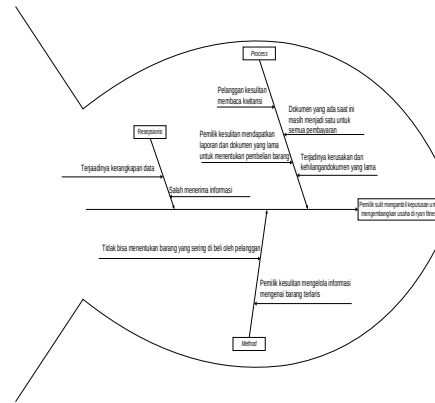 Process
Pelanggan kesulitan
membaca kwitansi
Dokumen yang ada saat ini
masih menjadi satu untuk
semua pembayaran
Resepsionis
Pemilik kesulitan mendapatkan
laporan dan dokumen yang lama
untuk menentukan pembelian barang
Terjadinya kerusakan dan
kehilangandokumen yang lama
Terjaadinya kerangkapan data
Salah menerima informasi
Pemilik sulit mengambil keputusan un
mengembangkan usaha di ryan fitne
Tidak bisa menentukan barang yang sering di beli oleh pelanggan
Pemilik kesulitan mengelola informasi
mengenai barang terlaris
Method